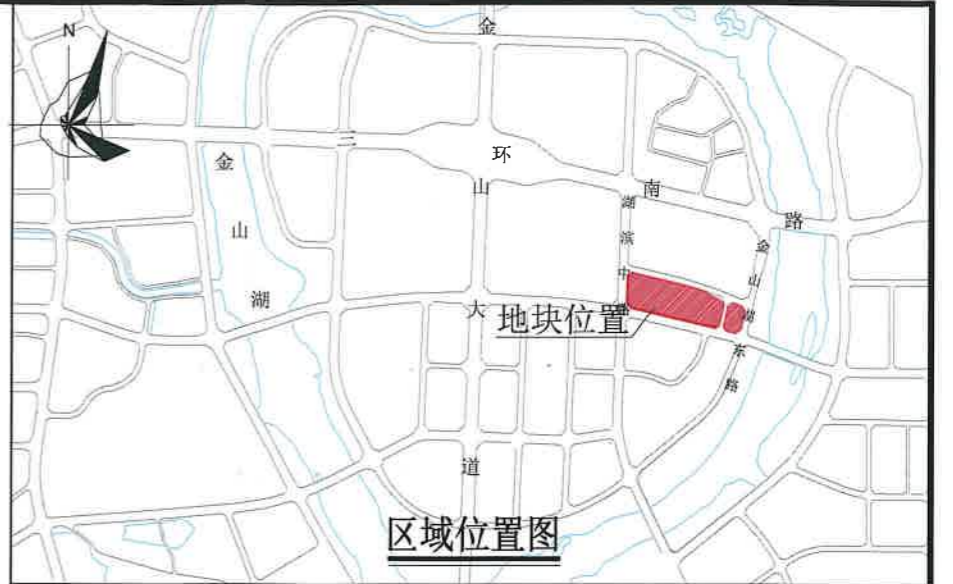 N
金山大道
三环南路
金山湖
湖滨中路
金山湖东路
地块位置
区域位置图